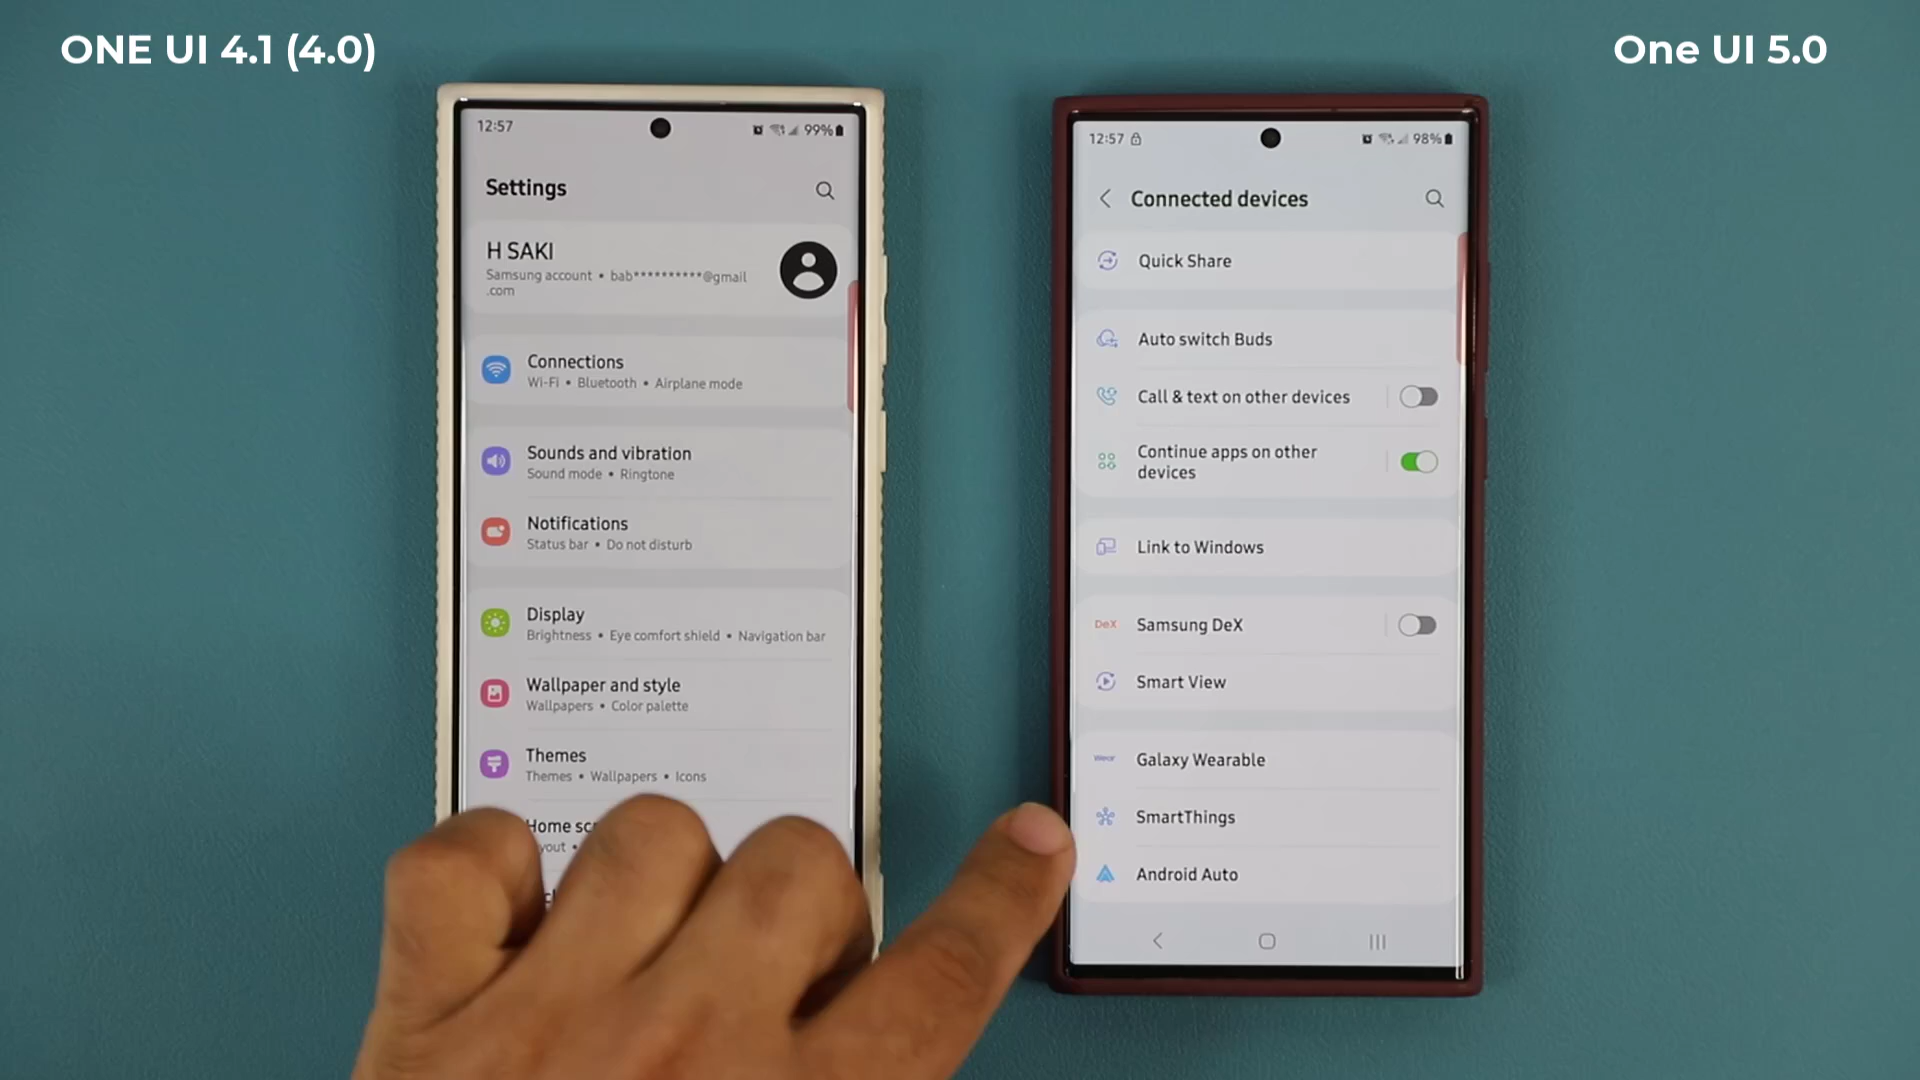 ONE UI 4.1 (4.0)
One UI 5.0
12:57
99%
Settings
H SAKI
Samsung account • bab**********@gmail
.com
Connections
Wi-Fi • Bluetooth • Airplane mode
Sounds and vibration
Sound mode • Ringtone
Notifications
Status bar • Do not disturb
Display
Brightness • Eye comfort shield • Navigation bar
Wallpaper and style
Wallpapers • Color palette
Themes
Themes • Wallpapers • Icons
Home
12:57
98%
Connected devices
Quick Share
Auto switch Buds
Call & text on other devices
Continue apps on other
devices
Link to Windows
DeX Samsung DeX
Smart View
Wear Galaxy Wearable
SmartThings
Android Auto